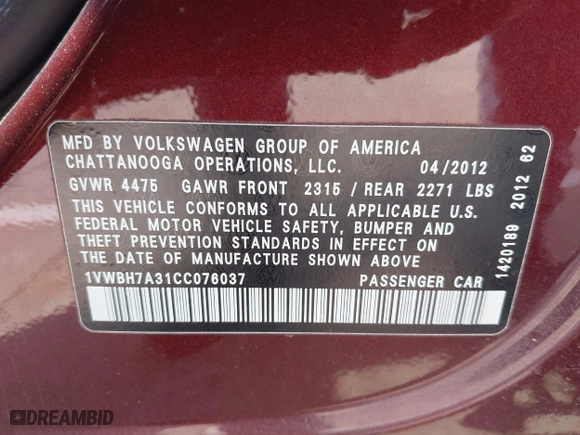 MFD BY VOLKSWAGEN GROUP OF AMERICA
CHATTANOOGA OPERATIONS, LLC. 04/2012
GVWR 4475 GAWR FRONT 2315 / REAR 2271 LBS
THIS VEHICLE CONFORMS TO ALL APPLICABLE U.S.
FEDERAL MOTOR VEHICLE SAFETY, BUMPER AND
THEFT PREVENTION STANDARDS IN EFFECT ON THE
DATE OF MANUFACTURE SHOWN ABOVE
1VWBH7A31CC076037 PASSENGER CAR
1420189 2012 62
DREAMBID